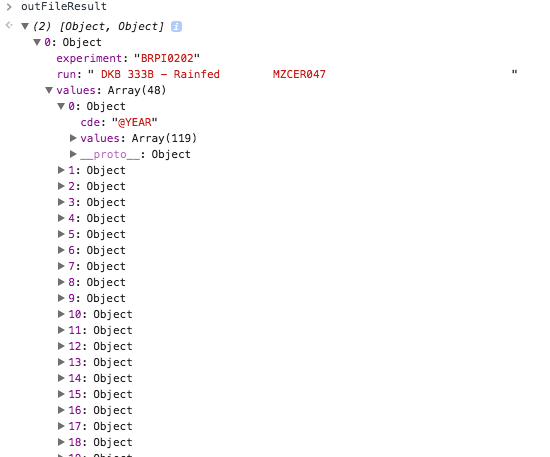 outFileResult
(2) [Object, Object] i
0: Object
experiment: "BRPI0202"
run: " DKB 333B - Rainfed        MZCER047                             "
values: Array(48)
0: Object
cde: "@YEAR"
values: Array(119)
__proto__: Object
1: Object
2: Object
3: Object
4: Object
5: Object
6: Object
7: Object
8: Object
9: Object
10: Object
11: Object
12: Object
13: Object
14: Object
15: Object
16: Object
17: Object
18: Object